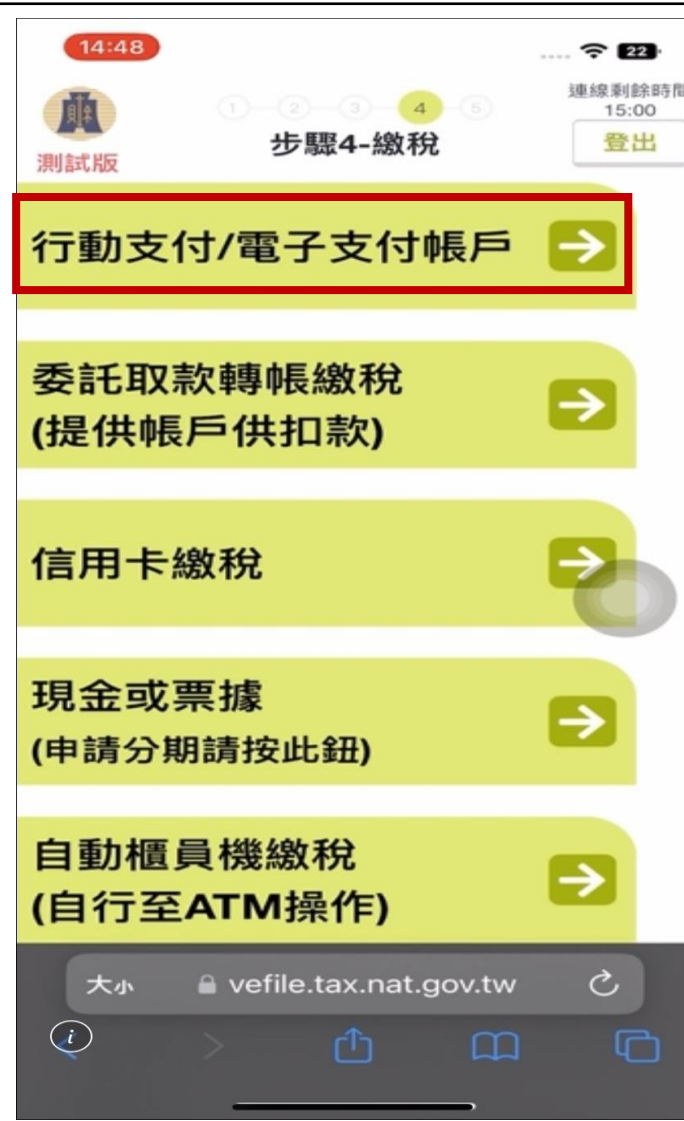 14:48
22
測試版
1 2 3 4 5
步驟4-繳稅
連線剩餘時間
15:00
登出
行動支付/電子支付帳戶
委託取款轉帳繳稅
(提供帳戶供扣款)
信用卡繳稅
現金或票據
(申請分期請按此鈕)
自動櫃員機繳稅
(自行至ATM操作)
大小 vefile.tax.nat.gov.tw
i